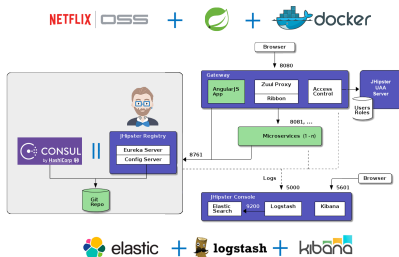 NETFLIX OSS + + docker
Browser
8080
Gateway
AngularJS
App
Zuul Proxy
Ribbon
Access
Control
JHipster
UAA
Server
Users
Roles
8081, ...
Microservices (1-n)
CONSUL
by HashiCorp
JHipster Registry
Eureka Server
Config Server
8761
Git
Repo
Logs
5000
5601
Browser
JHipster Console
Elastic
Search
9200
Logstash
Kibana
elastic + logstash + kibana